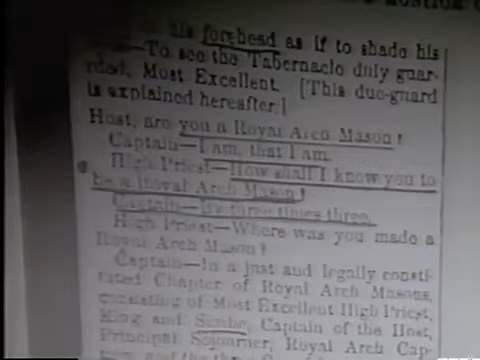 his forehead as if to shade his
—To see the Tabernacle duly guar-
ded, Most Excellent. [This due-guard
is explained hereafter.]
Host, are you a Royal Arch Mason?
Captain—I am, that I am.
High Priest—How shall I know you to
be a Royal Arch Mason?
Captain—By three times three.
High Priest—Where was you made a
Royal Arch Mason?
Captain—In a just and legally consti-
tuted Chapter of Royal Arch Masons,
consisting of Most Excellent High Priest,
King and Scribe, Captain of the Host,
Principal Sojourner, Royal Arch Cap-
tain, and the three